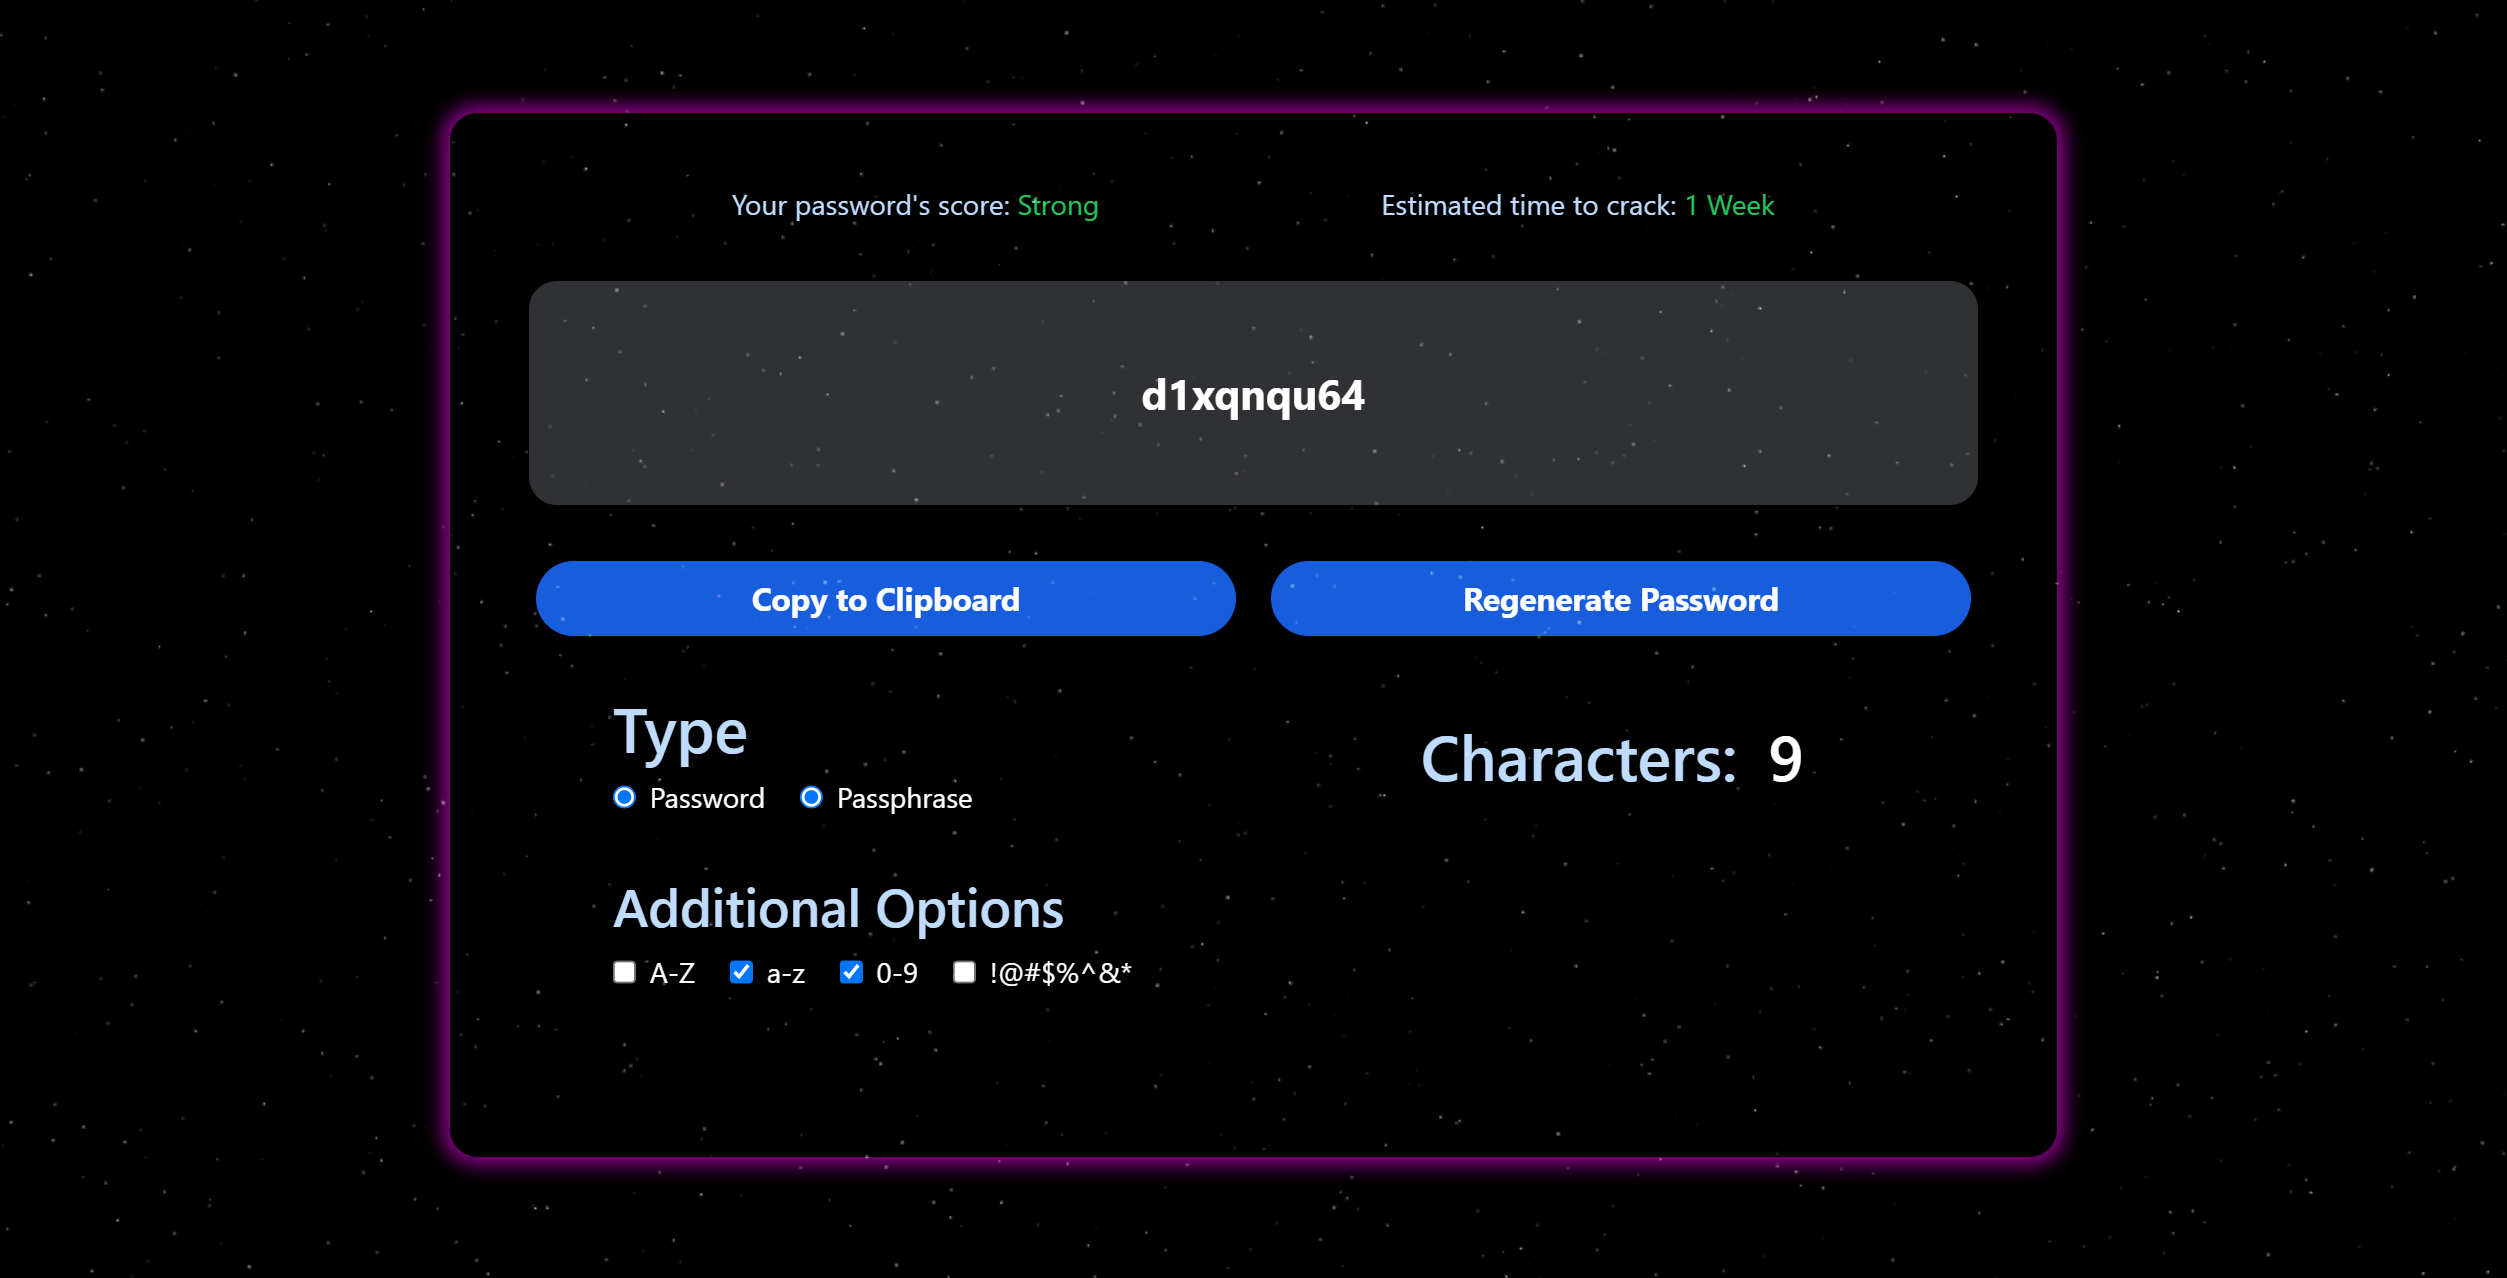 Your password's score: Strong
Estimated time to crack: 1 Week
d1xqnqu64
Copy to Clipboard
Regenerate Password
Type
Password
Passphrase
Characters: 9
Additional Options
A-Z
a-z
0-9
!@#$%^&*